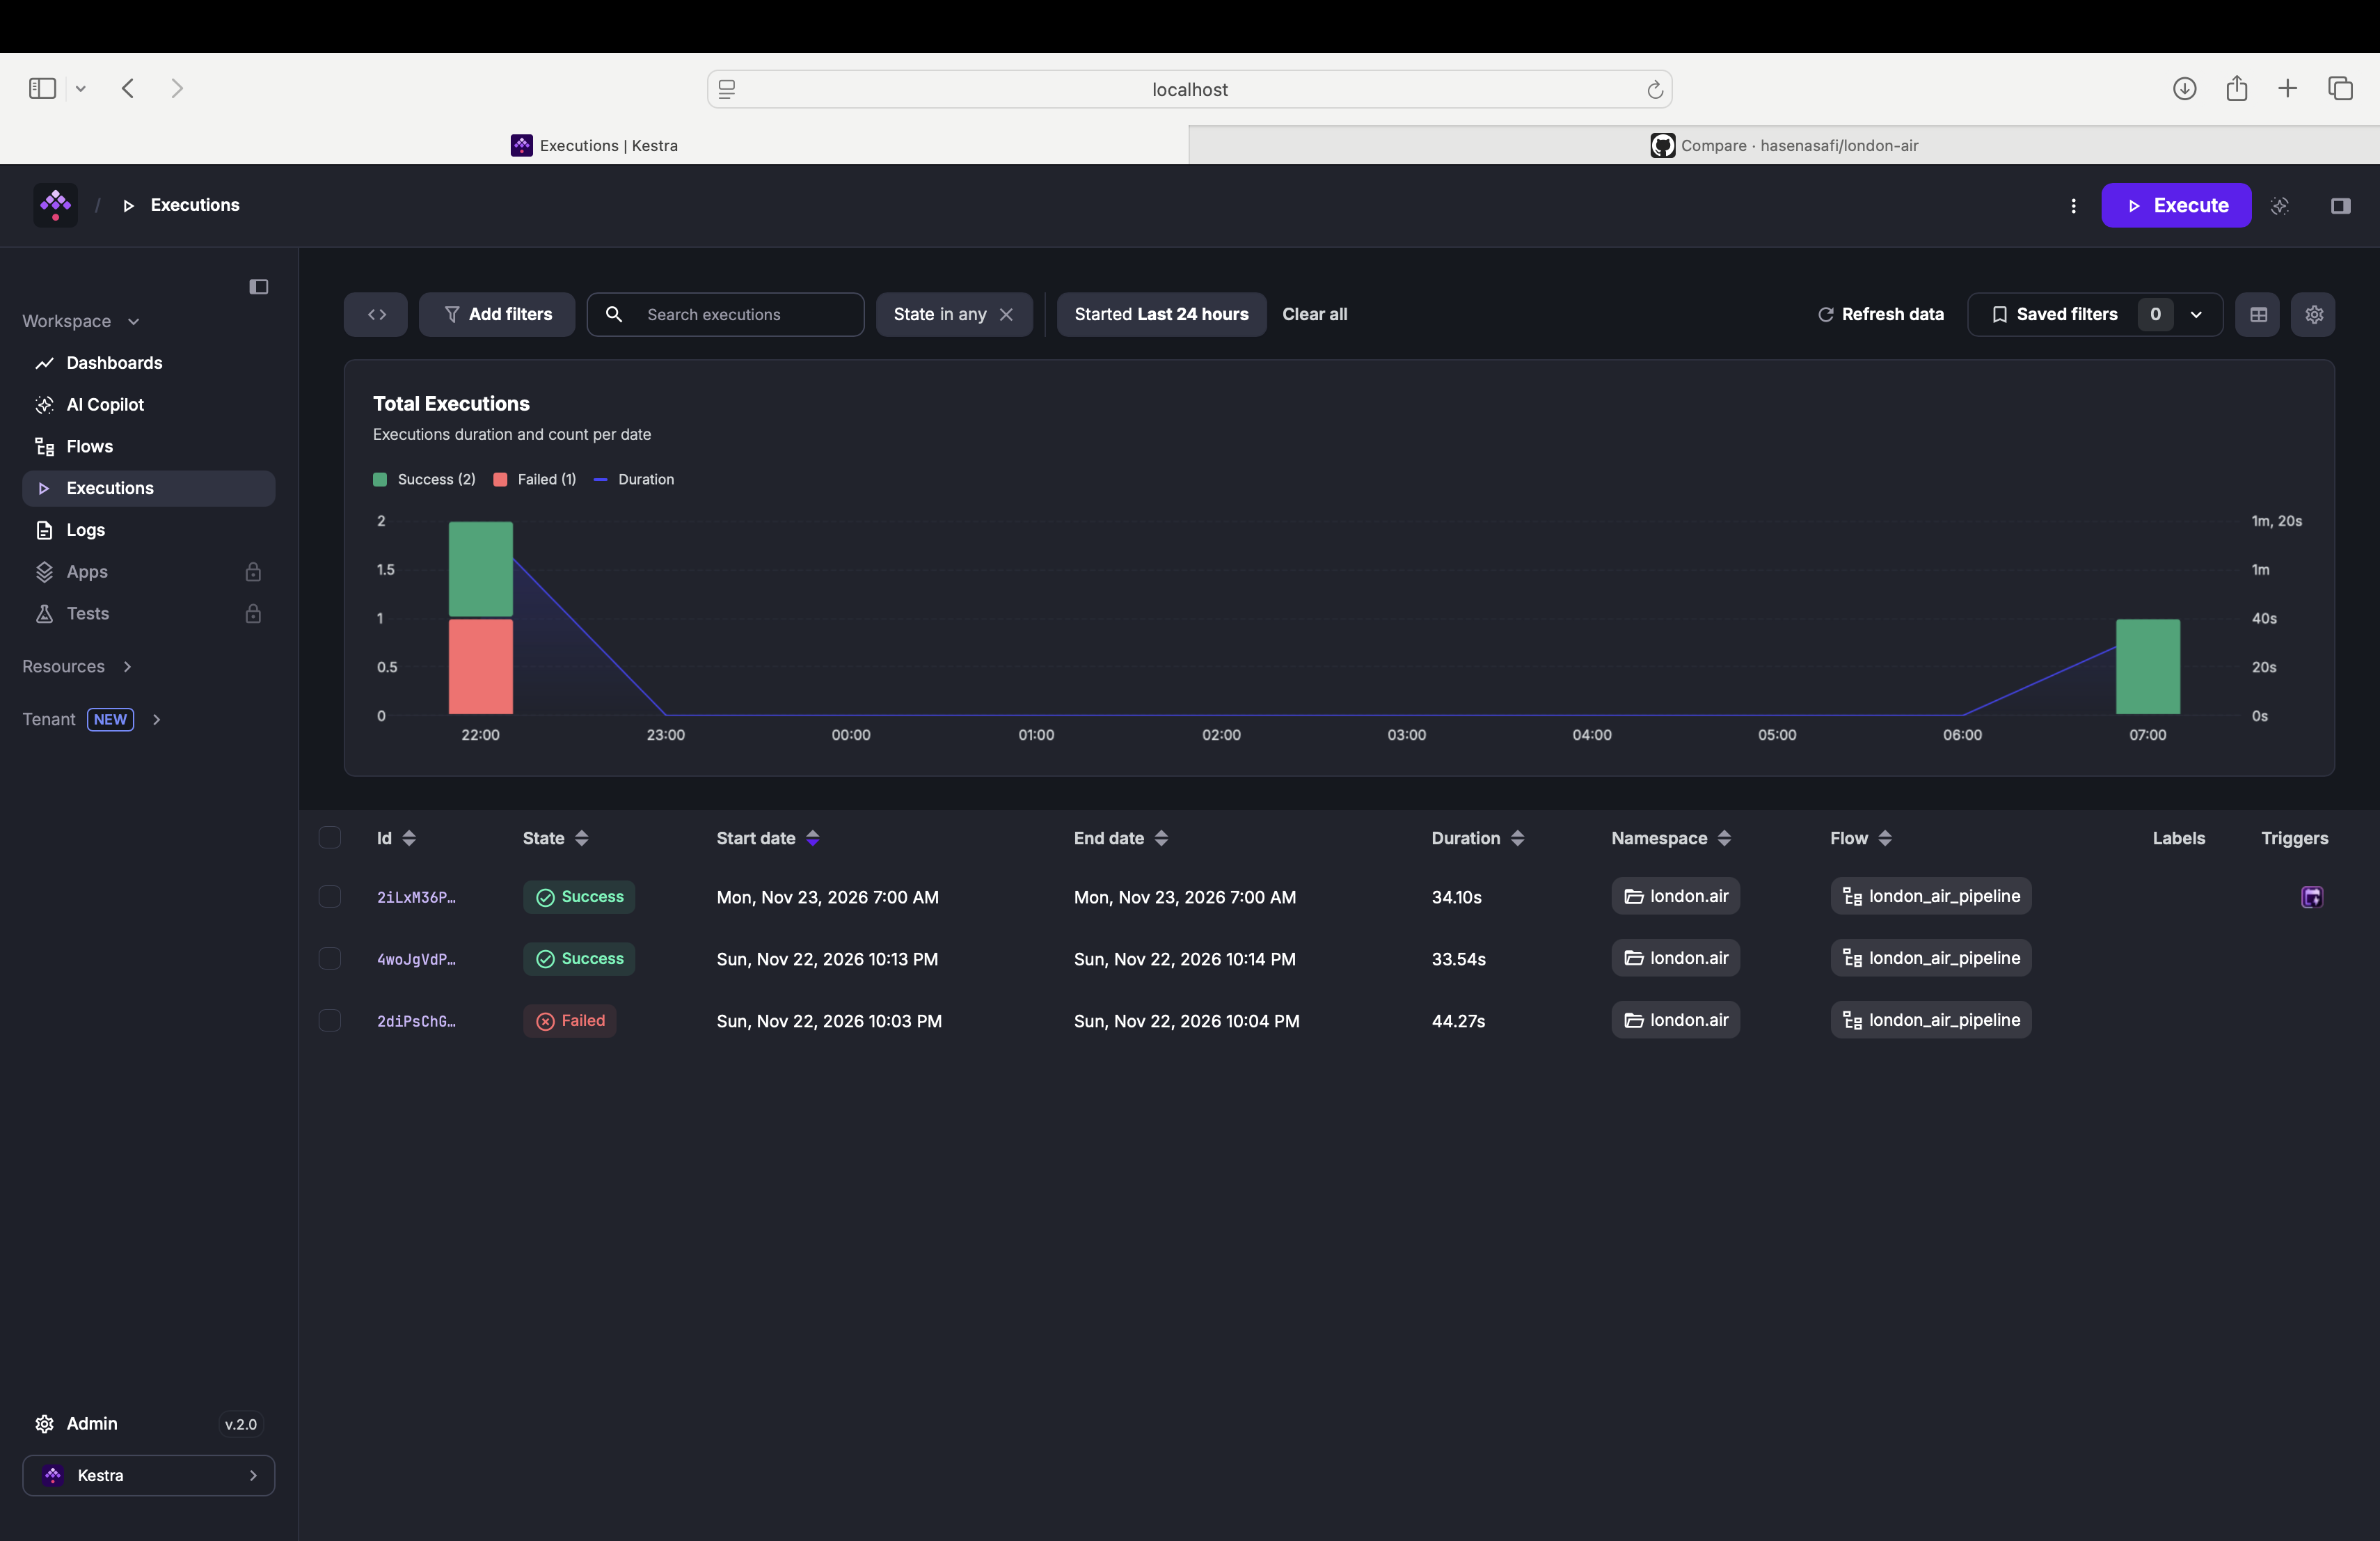 localhost
Executions | Kestra
Compare · hasenasafi/london-air
/ Executions
Execute
Workspace
Dashboards
AI Copilot
Flows
Executions
Logs
Apps
Tests
Resources
Tenant NEW
Admin v.2.0
Kestra
Add filters Search executions State in any Started Last 24 hours Clear all Refresh data Saved filters 0
Total Executions
Executions duration and count per date
Success (2) Failed (1) Duration
2 1m, 20s
1.5 1m
1 40s
0.5 20s
0 0s
22:00 23:00 00:00 01:00 02:00 03:00 04:00 05:00 06:00 07:00
Id State Start date End date Duration Namespace Flow Labels Triggers
2iLxM36P… Success Mon, Nov 23, 2026 7:00 AM Mon, Nov 23, 2026 7:00 AM 34.10s london.air london_air_pipeline
4woJgVdP… Success Sun, Nov 22, 2026 10:13 PM Sun, Nov 22, 2026 10:14 PM 33.54s london.air london_air_pipeline
2diPsChG… Failed Sun, Nov 22, 2026 10:03 PM Sun, Nov 22, 2026 10:04 PM 44.27s london.air london_air_pipeline